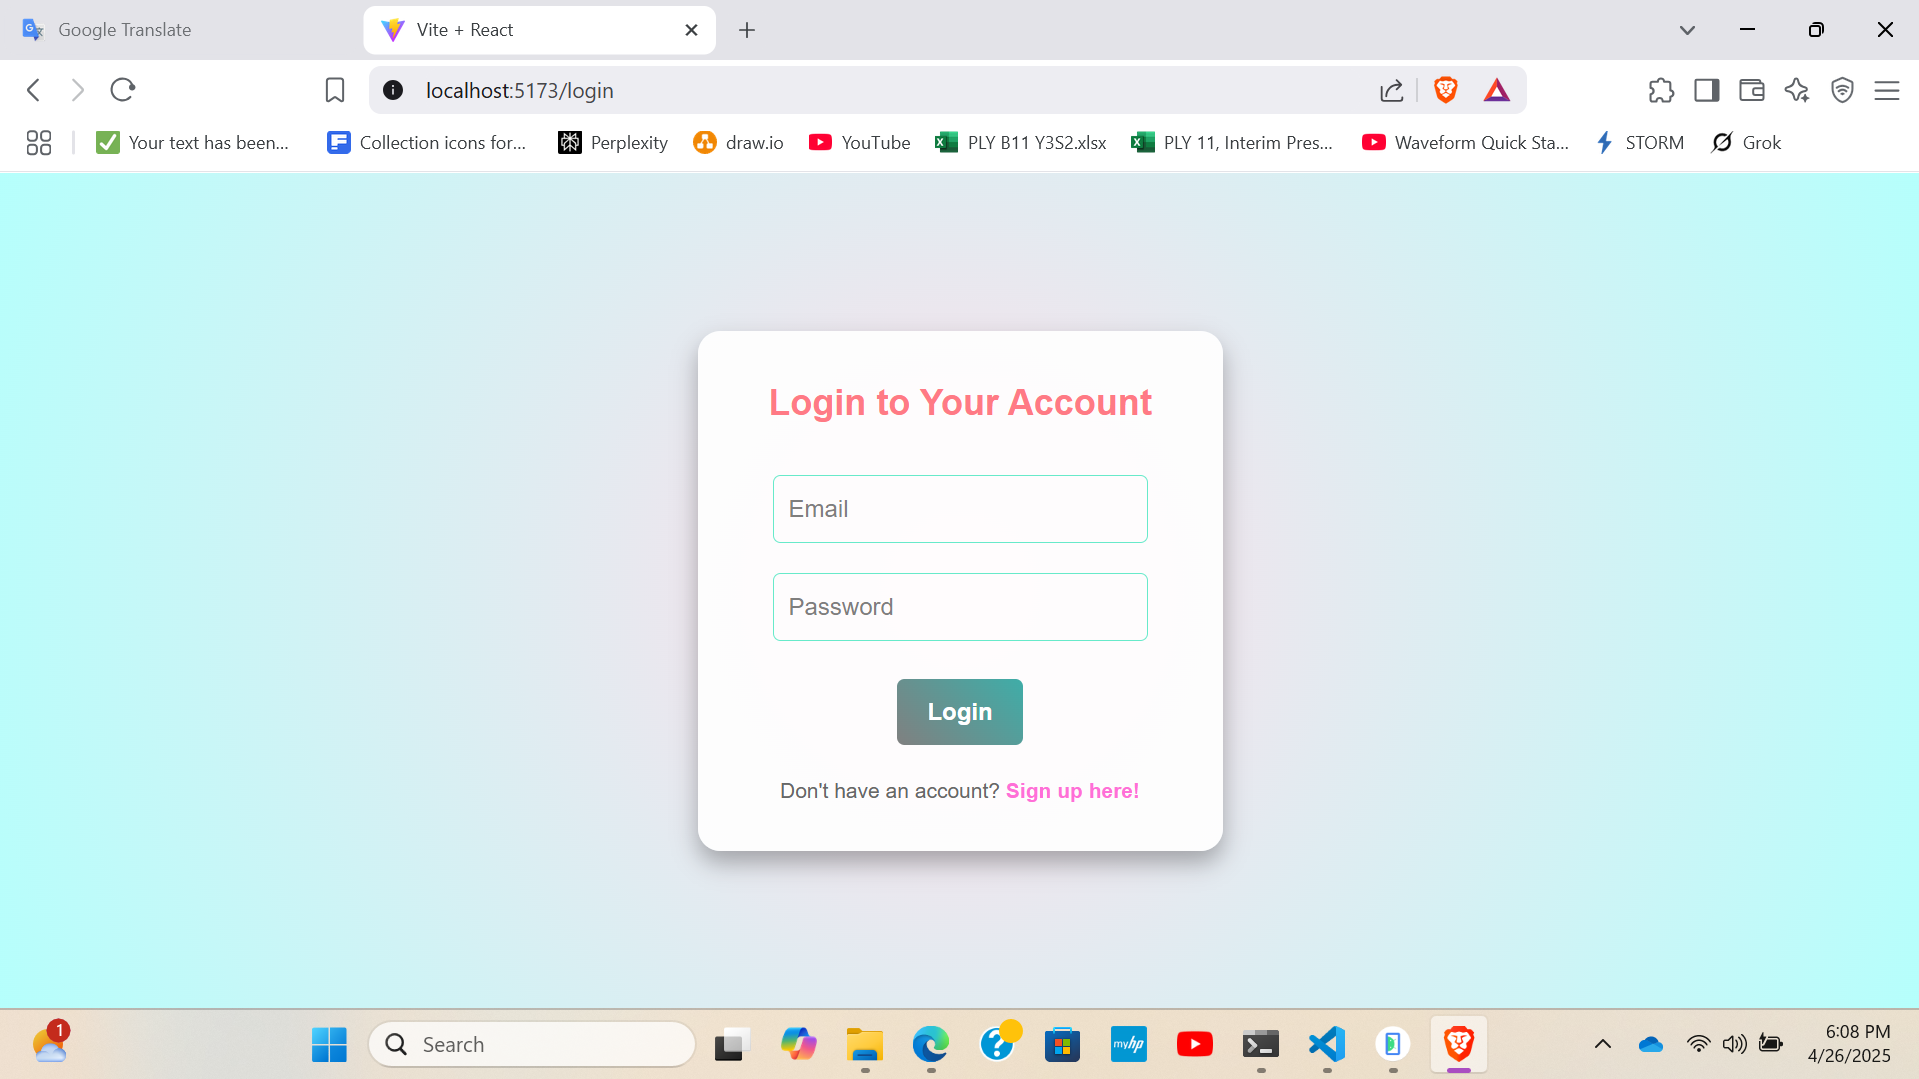 Google Translate
Vite + React
localhost:5173/login
Your text has been...
Collection icons for...
Perplexity
draw.io
YouTube
PLY B11 Y3S2.xlsx
PLY 11, Interim Pres...
Waveform Quick Sta...
STORM
Grok
Login to Your Account
Email
Password
Login
Don't have an account? Sign up here!
1
Search
myhp
6:08 PM
4/26/2025